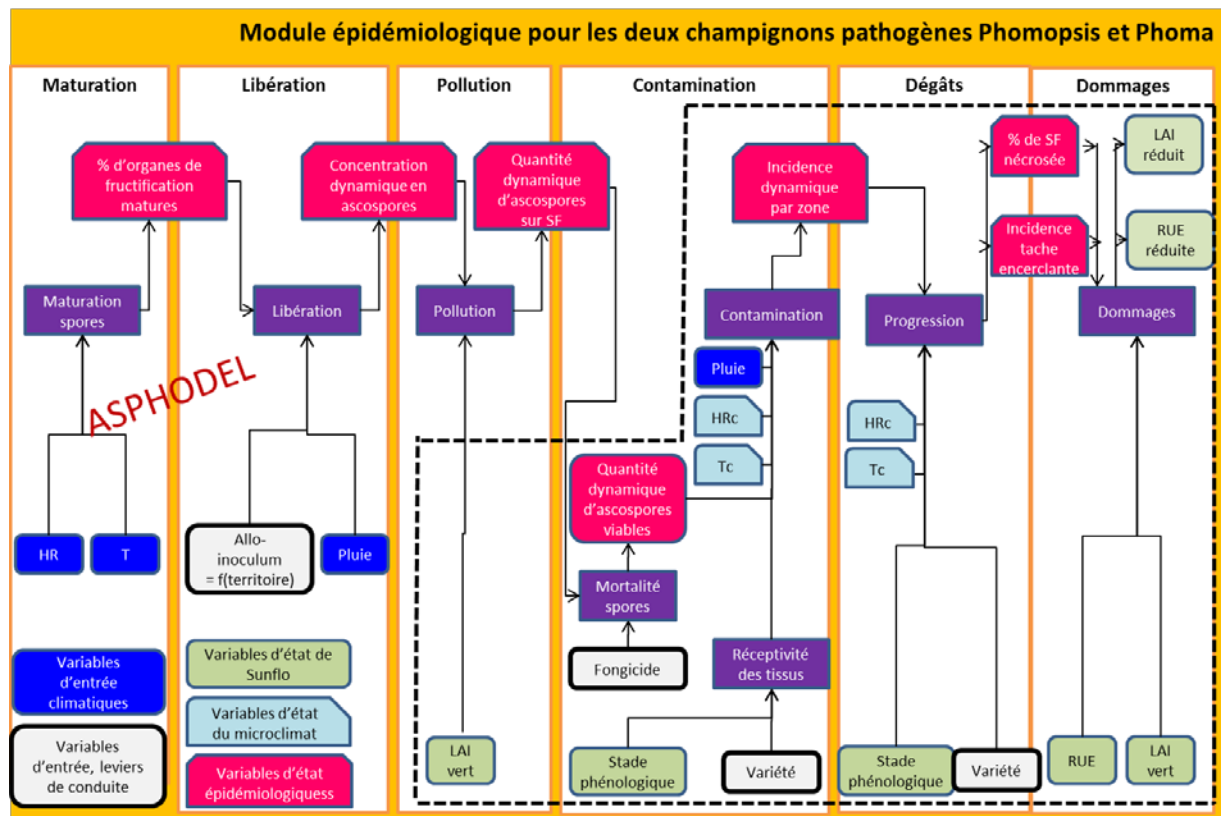 Module épidémiologique pour les deux champignons pathogènes Phomopsis et Phoma
Maturation
Libération
Pollution
Contamination
Dégâts
Dommages
% d'organes de
fructification
matures
Concentration
dynamique en
ascospores
Quantité
dynamique
d'ascospores
sur SF
Incidence
dynamique
par zone
% de SF
nécrosée
LAI
réduit
Incidence
tache
encerclante
RUE
réduite
Maturation
spores
Libération
Pollution
Contamination
Progression
Dommages
ASPHODEL
Pluie
HRc
Tc
HRc
Tc
Quantité
dynamique
d'ascospores
viables
HR
T
Allo-
inoculum
= f(territoire)
Pluie
Mortalité
spores
Fongicide
Réceptivité
des tissus
Variables
d'entrée
climatiques
Variables d'état de
Sunflo
Variables d'état
du microclimat
Variables
d'entrée, leviers
de conduite
Variables d'état
épidémiologiquess
LAI
vert
Stade
phénologique
Variété
Stade
phénologique
Variété
RUE
LAI
vert